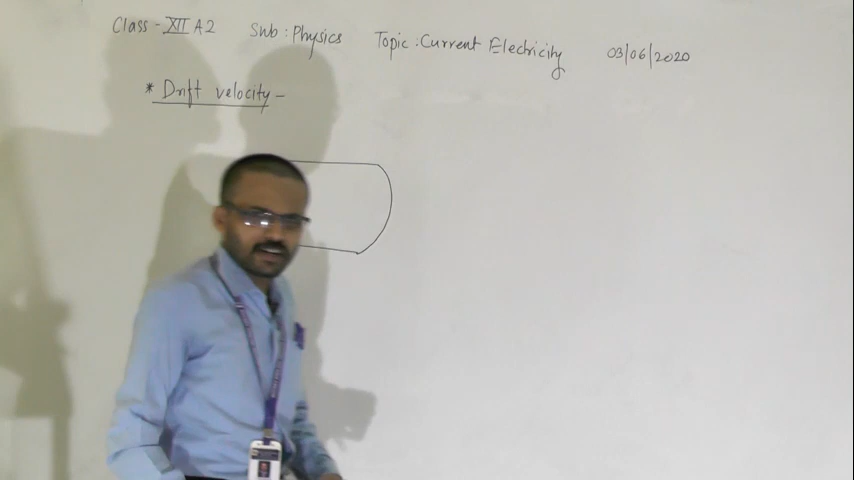 Class - XII A2 Sub : Physics Topic : Current Electricity 03/06/2020
* Drift velocity -